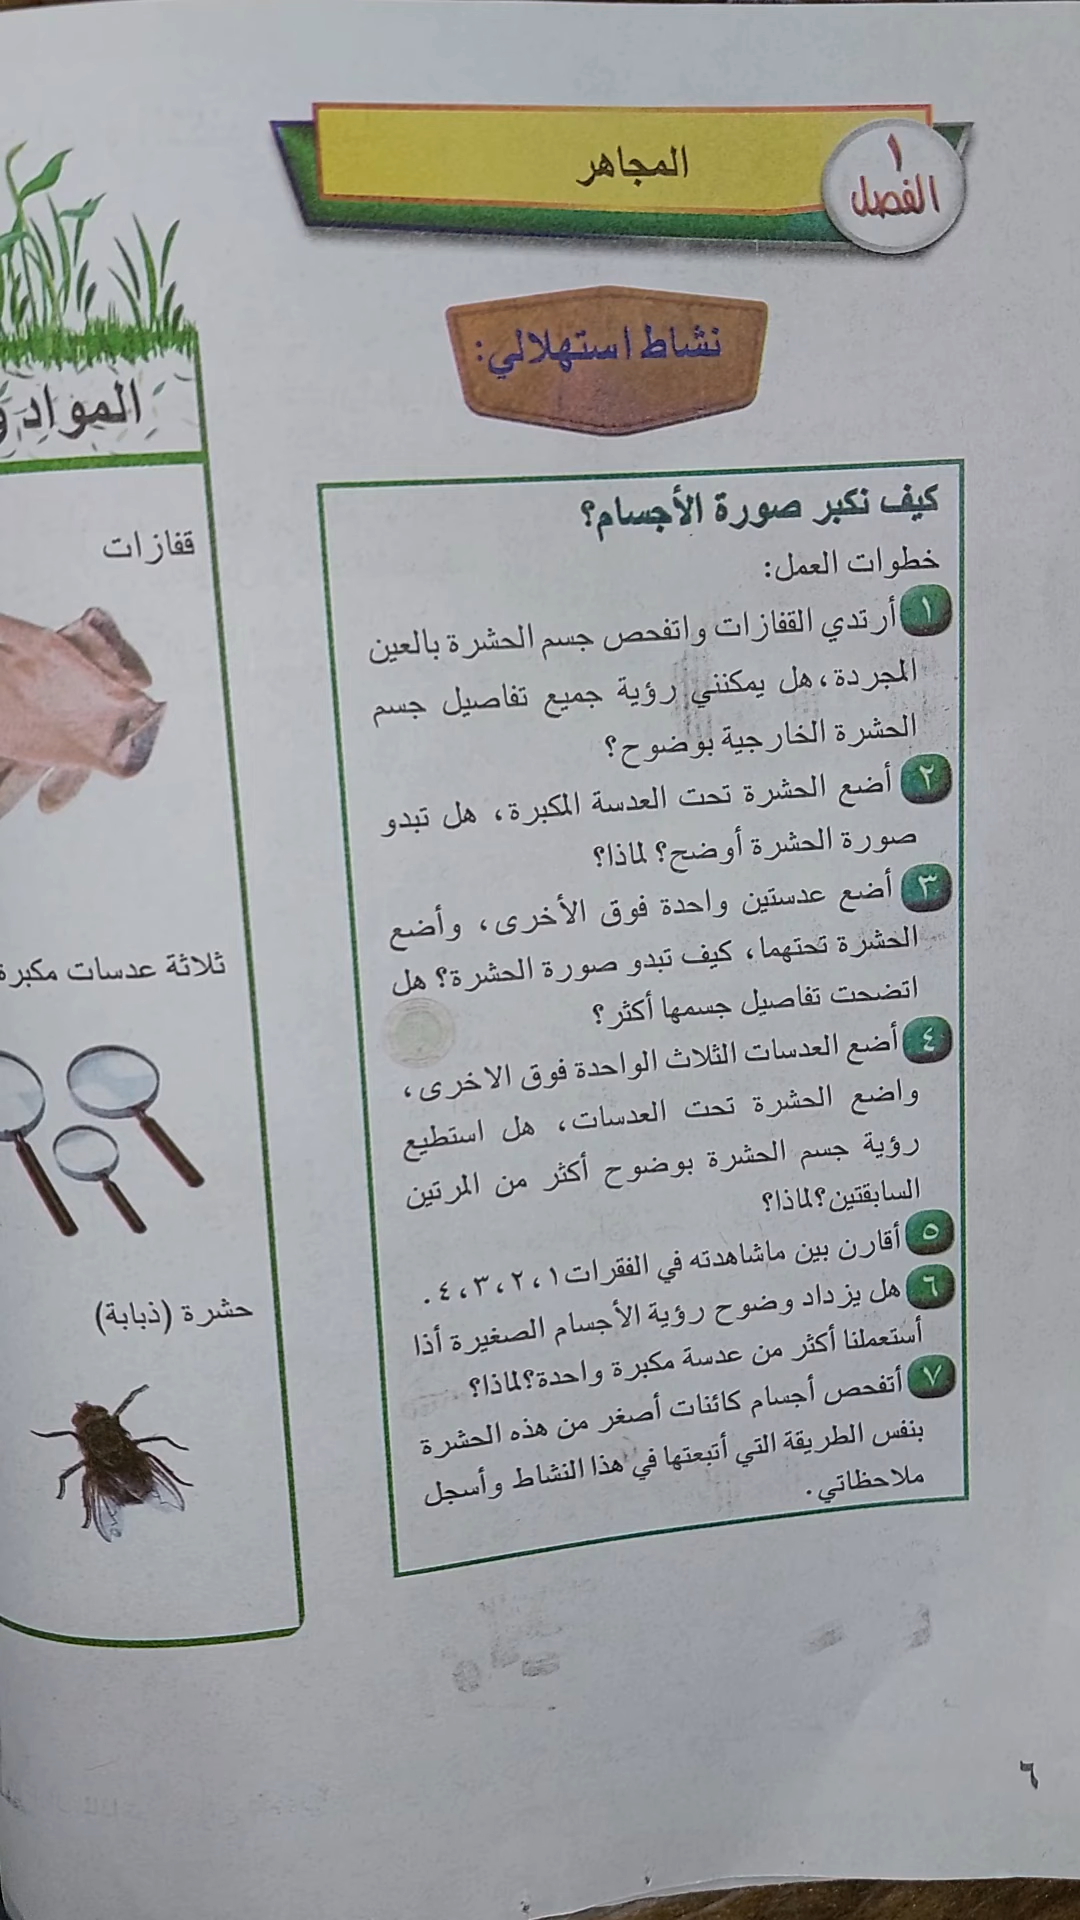 الفصل
١
المجاهر
نشاط استهلالي:
كيف نكبر صورة الأجسام؟
خطوات العمل:
١ أرتدي القفازات واتفحص جسم الحشرة بالعين
المجردة، هل يمكنني رؤية جميع تفاصيل جسم
الحشرة الخارجية بوضوح؟
٢ أضع الحشرة تحت العدسة المكبرة، هل تبدو
صورة الحشرة أوضح؟ لماذا؟
٣ أضع عدستين واحدة فوق الأخرى، وأضع
الحشرة تحتهما، كيف تبدو صورة الحشرة؟ هل
اتضحت تفاصيل جسمها أكثر؟
٤ أضع العدسات الثلاث الواحدة فوق الاخرى،
واضع الحشرة تحت العدسات، هل استطيع
رؤية جسم الحشرة بوضوح أكثر من المرتين
السابقتين؟لماذا؟
٥ أقارن بين ماشاهدته في الفقرات ١، ٢، ٣، ٤.
٦ هل يزداد وضوح رؤية الأجسام الصغيرة أذا
أستعملنا أكثر من عدسة مكبرة واحدة؟لماذا؟
٧ أتفحص أجسام كائنات أصغر من هذه الحشرة
بنفس الطريقة التي أتبعتها في هذا النشاط وأسجل
ملاحظاتي.
المواد
قفازات
ثلاثة عدسات مكبرة
حشرة (ذبابة)
٦